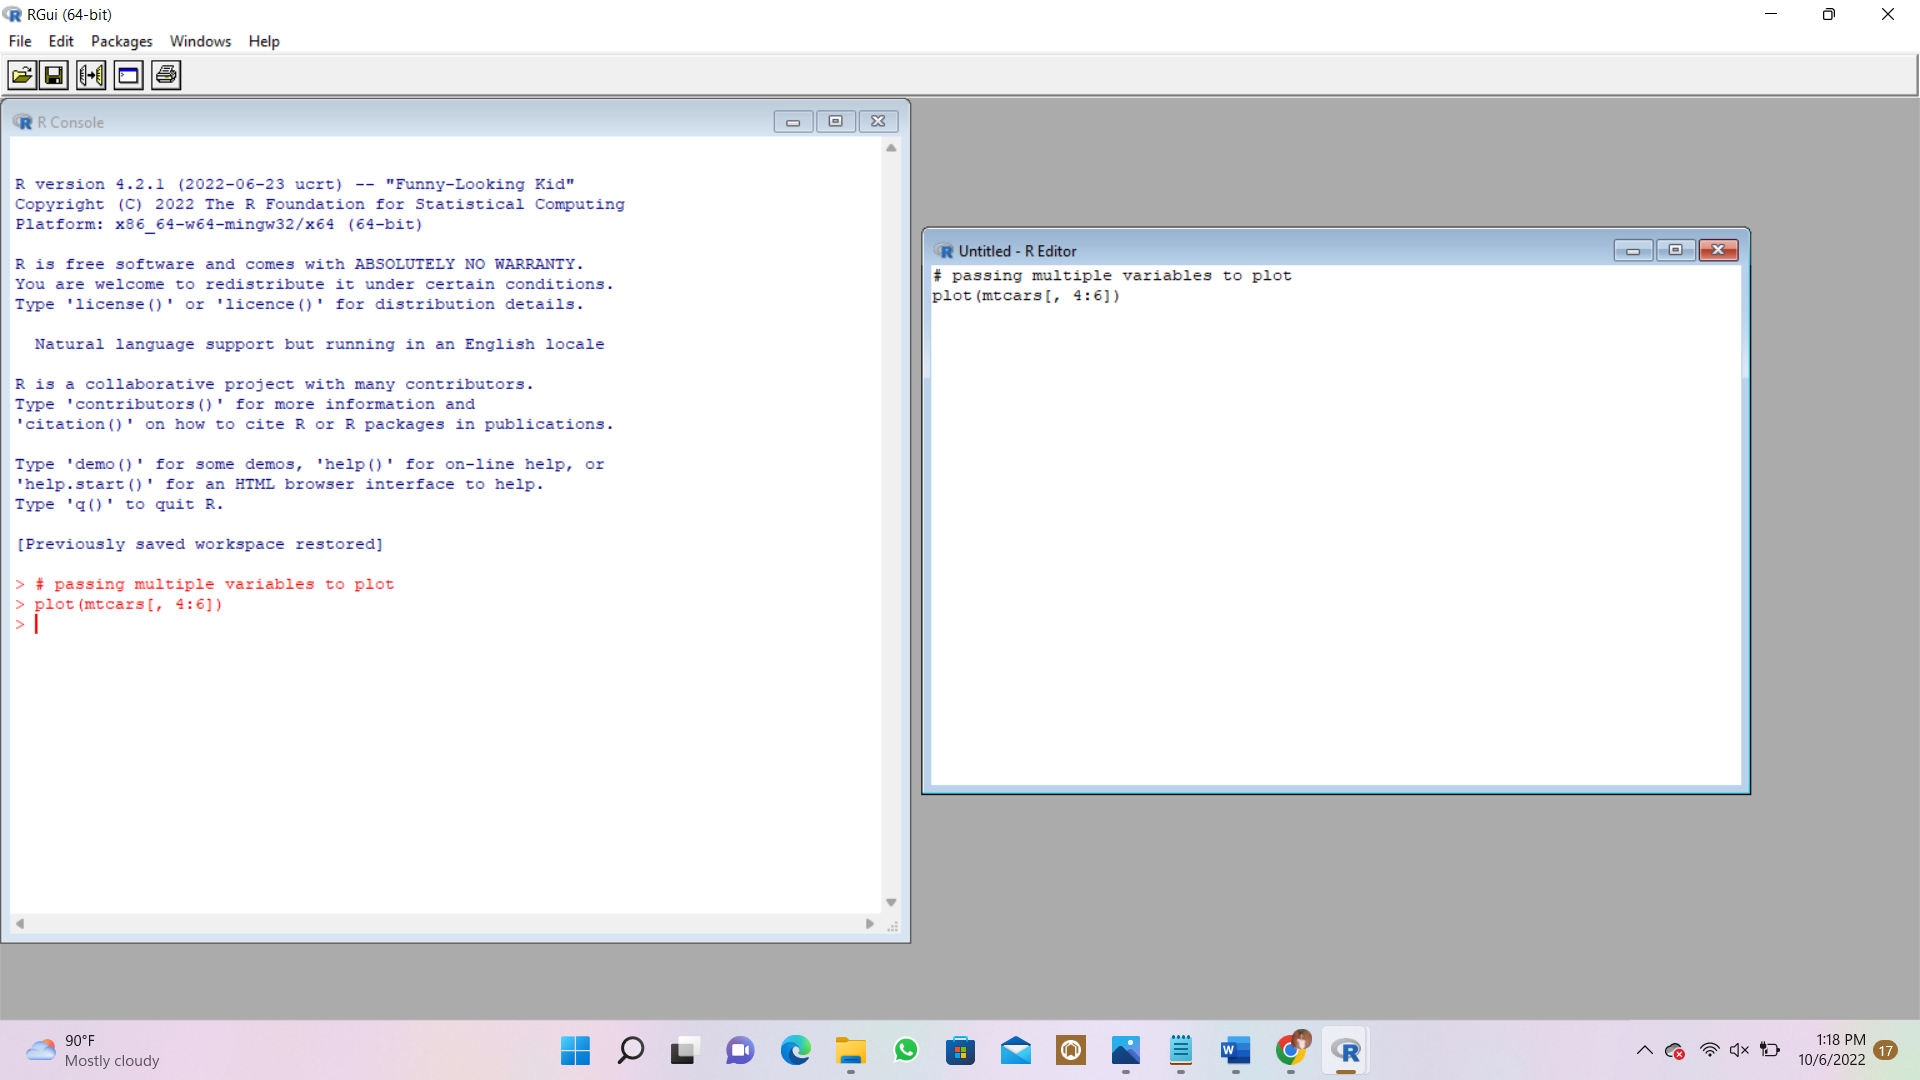 RGui (64-bit)
File Edit Packages Windows Help
R Console
R version 4.2.1 (2022-06-23 ucrt) -- "Funny-Looking Kid"
Copyright (C) 2022 The R Foundation for Statistical Computing
Platform: x86_64-w64-mingw32/x64 (64-bit)
R is free software and comes with ABSOLUTELY NO WARRANTY.
You are welcome to redistribute it under certain conditions.
Type 'license()' or 'licence()' for distribution details.
Natural language support but running in an English locale
R is a collaborative project with many contributors.
Type 'contributors()' for more information and
'citation()' on how to cite R or R packages in publications.
Type 'demo()' for some demos, 'help()' for on-line help, or
'help.start()' for an HTML browser interface to help.
Type 'q()' to quit R.
[Previously saved workspace restored]
> # passing multiple variables to plot
> plot(mtcars[, 4:6])
>
Untitled - R Editor
# passing multiple variables to plot
plot(mtcars[, 4:6])
90°F
Mostly cloudy
1:18 PM
10/6/2022
17